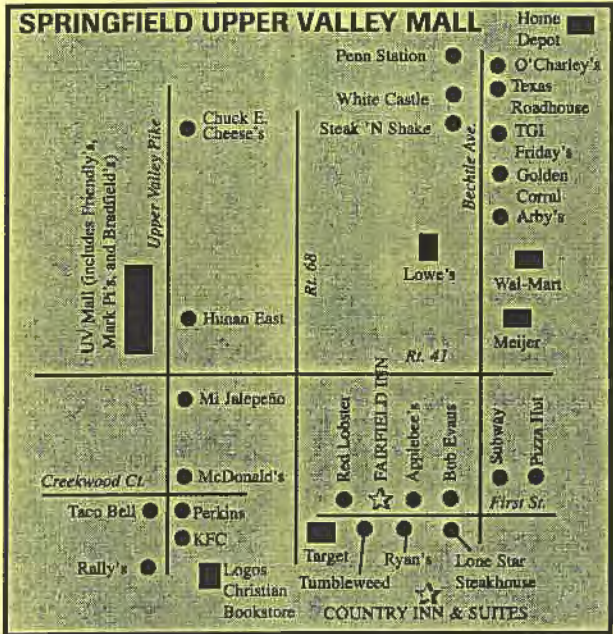 SPRINGFIELD UPPER VALLEY MALL
Home
Depot
Penn Station
O'Charley's
Texas
Roadhouse
White Castle
Steak 'N Shake
TGI
Friday's
Golden
Corral
Arby's
Chuck E.
Cheese's
Upper Valley Pike
UV Mall (includes Friendly's,
Mark Pi's, and Bradfield's)
Rt. 68
Bechtle Ave.
Lowe's
Wal-Mart
Hunan East
Meijer
Rt. 41
Mi Jalepeño
Red Lobster
FAIRFIELD INN
Applebee's
Bob Evans
Subway
Pizza Hut
Creekwood Ct.
McDonald's
First St.
Taco Bell
Perkins
KFC
Rally's
Logos
Christian
Bookstore
Target
Tumbleweed
Ryan's
Lone Star
Steakhouse
COUNTRY INN & SUITES